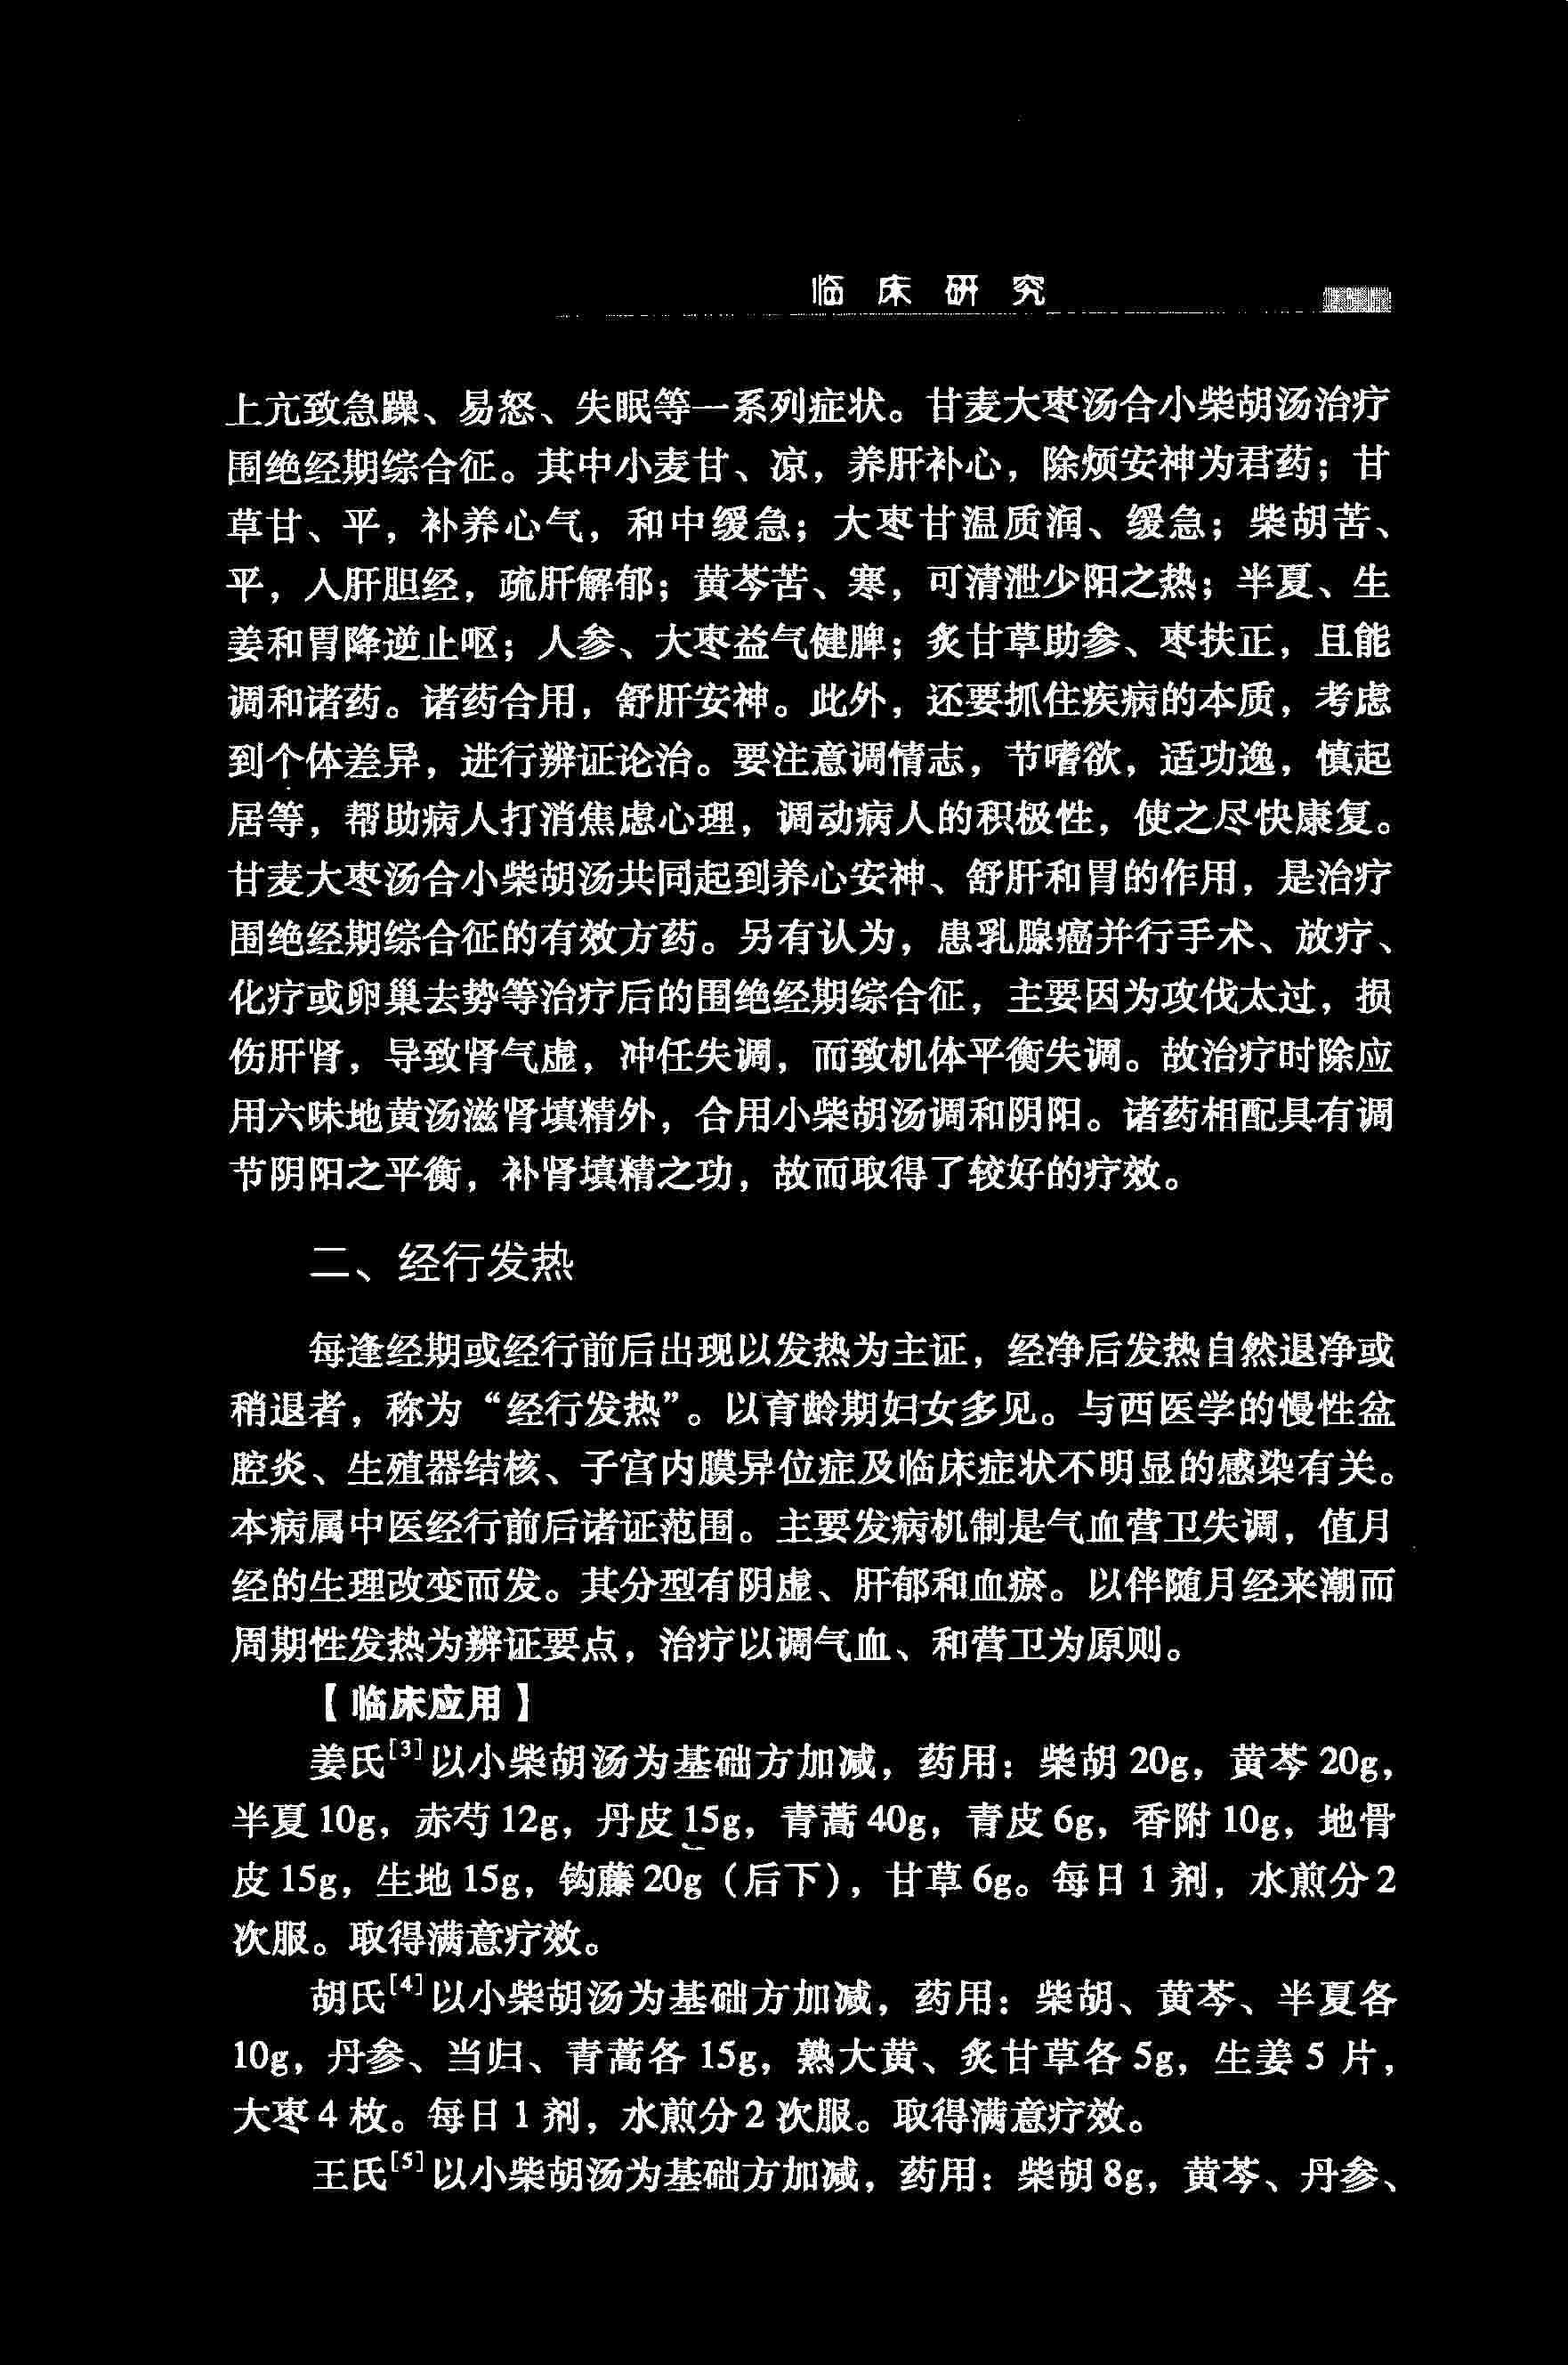 临床研究
上亢致急躁、易怒、失眠等一系列症状。甘麦大枣汤合小柴胡汤治疗
围绝经期综合征。其中小麦甘、凉，养肝补心，除烦安神为君药；甘
草甘、平，补养心气，和中缓急；大枣甘温质润、缓急；柴胡苦、
平，入肝胆经，疏肝解郁；黄芩苦、寒，可清泄少阳之热；半夏、生
姜和胃降逆止呕；人参、大枣益气健脾；炙甘草助参、枣扶正，且能
调和诸药。诸药合用，舒肝安神。此外，还要抓住疾病的本质，考虑
到个体差异，进行辨证论治。要注意调情志，节嗜欲，适功逸，慎起
居等，帮助病人打消焦虑心理，调动病人的积极性，使之尽快康复。
甘麦大枣汤合小柴胡汤共同起到养心安神、舒肝和胃的作用，是治疗
围绝经期综合征的有效方药。另有认为，患乳腺癌并行手术、放疗、
化疗或卵巢去势等治疗后的围绝经期综合征，主要因为攻伐太过，损
伤肝肾，导致肾气虚，冲任失调，而致机体平衡失调。故治疗时除应
用六味地黄汤滋肾填精外，合用小柴胡汤调和阴阳。诸药相配具有调
节阴阳之平衡，补肾填精之功，故而取得了较好的疗效。
二、经行发热
每逢经期或经行前后出现以发热为主证，经净后发热自然退净或
稍退者，称为“经行发热”。以育龄期妇女多见。与西医学的慢性盆
腔炎、生殖器结核、子宫内膜异位症及临床症状不明显的感染有关。
本病属中医经行前后诸证范围。主要发病机制是气血营卫失调，值月
经的生理改变而发。其分型有阴虚、肝郁和血瘀。以伴随月经来潮而
周期性发热为辨证要点，治疗以调气血、和营卫为原则。
【临床应用】
姜氏[3]以小柴胡汤为基础方加减，药用：柴胡 20g，黄芩 20g，
半夏 10g，赤芍 12g，丹皮 15g，青蒿 40g，青皮 6g，香附 10g，地骨
皮 15g，生地 15g，钩藤 20g（后下），甘草 6g。每日 1 剂，水煎分 2
次服。取得满意疗效。
胡氏[4]以小柴胡汤为基础方加减，药用：柴胡、黄芩、半夏各
10g，丹参、当归、青蒿各 15g，熟大黄、炙甘草各 5g，生姜 5 片，
大枣 4 枚。每日 1 剂，水煎分 2 次服。取得满意疗效。
王氏[5]以小柴胡汤为基础方加减，药用：柴胡 8g，黄芩、丹参、